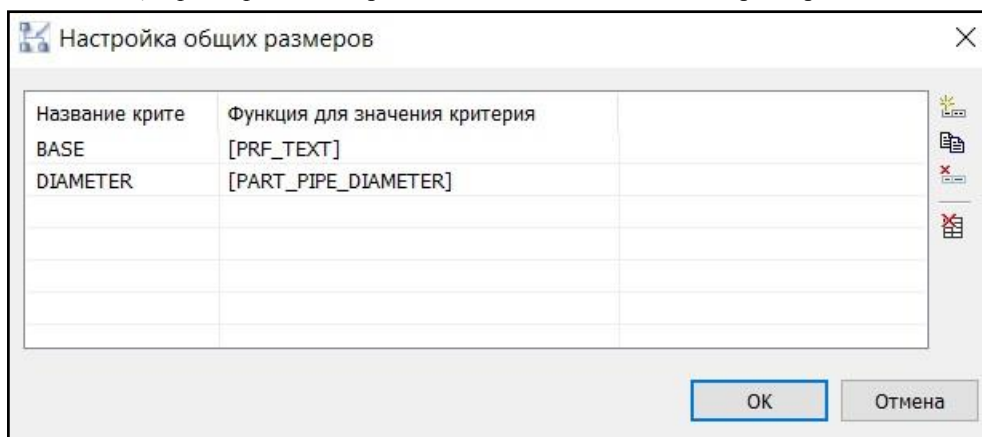 Настройка общих размеров
Название крите Функция для значения критерия
BASE [PRF_TEXT]
DIAMETER [PART_PIPE_DIAMETER]
OK Отмена